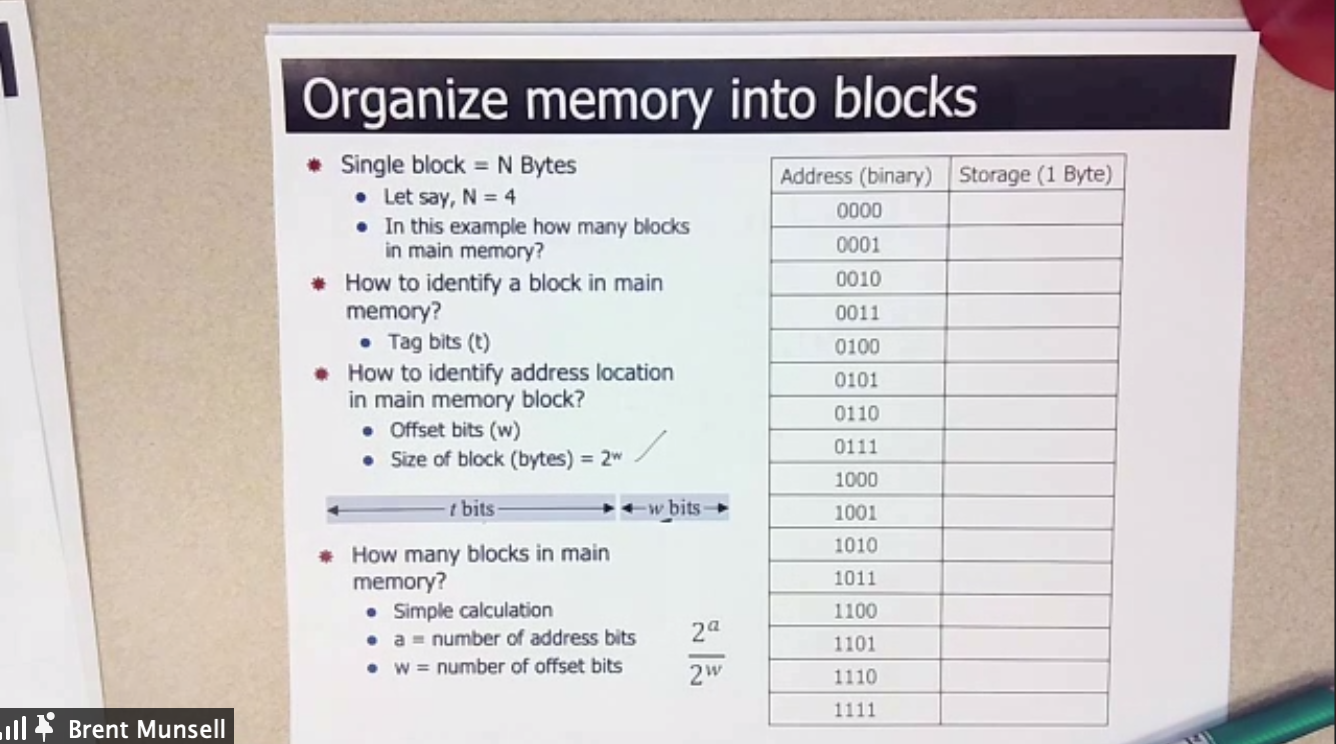 Organize memory into blocks
Single block = N Bytes
Let say, N = 4
In this example how many blocks
in main memory?
How to identify a block in main
memory?
Tag bits (t)
How to identify address location
in main memory block?
Offset bits (w)
Size of block (bytes) = 2ʷ
t bits w bits
How many blocks in main
memory?
Simple calculation
a = number of address bits
w = number of offset bits
2ᵃ
2ʷ
Address (binary) Storage (1 Byte)
0000
0001
0010
0011
0100
0101
0110
0111
1000
1001
1010
1011
1100
1101
1110
1111
Brent Munsell